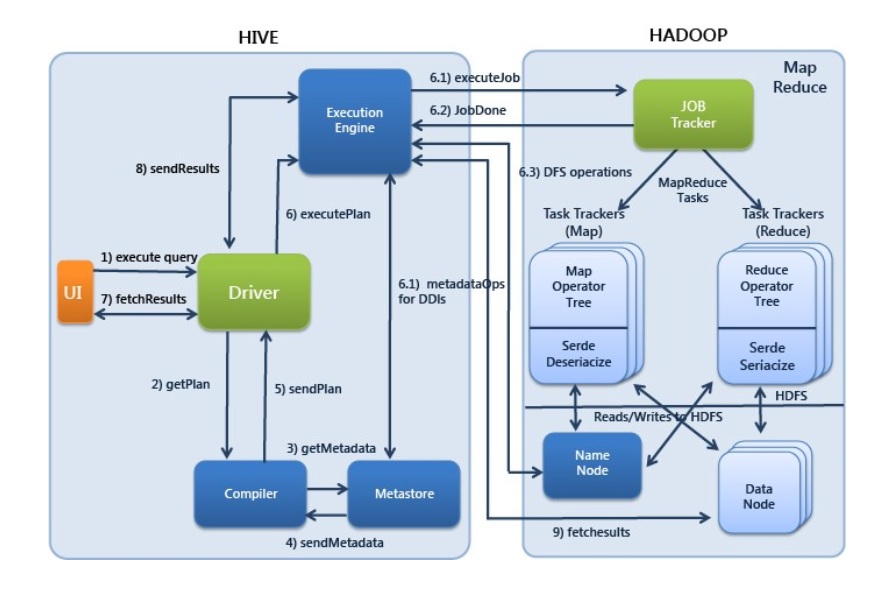 HIVE
HADOOP
Map
Reduce
Execution
Engine
6.1) executeJob
6.2) JobDone
JOB
Tracker
8) sendResults
6) executePlan
6.3) DFS operations
MapReduce
Tasks
Task Trackers
(Map)
Task Trackers
(Reduce)
1) execute query
UI
7) fetchResults
Driver
6.1) metadataOps
for DDIs
Map
Operator
Tree
Serde
Deseriacize
Reduce
Operator
Tree
Serde
Seriacize
2) getPlan
5) sendPlan
HDFS
Reads/Writes to HDFS
3) getMetadata
Compiler
Metastore
Name
Node
Data
Node
4) sendMetadata
9) fetchesults